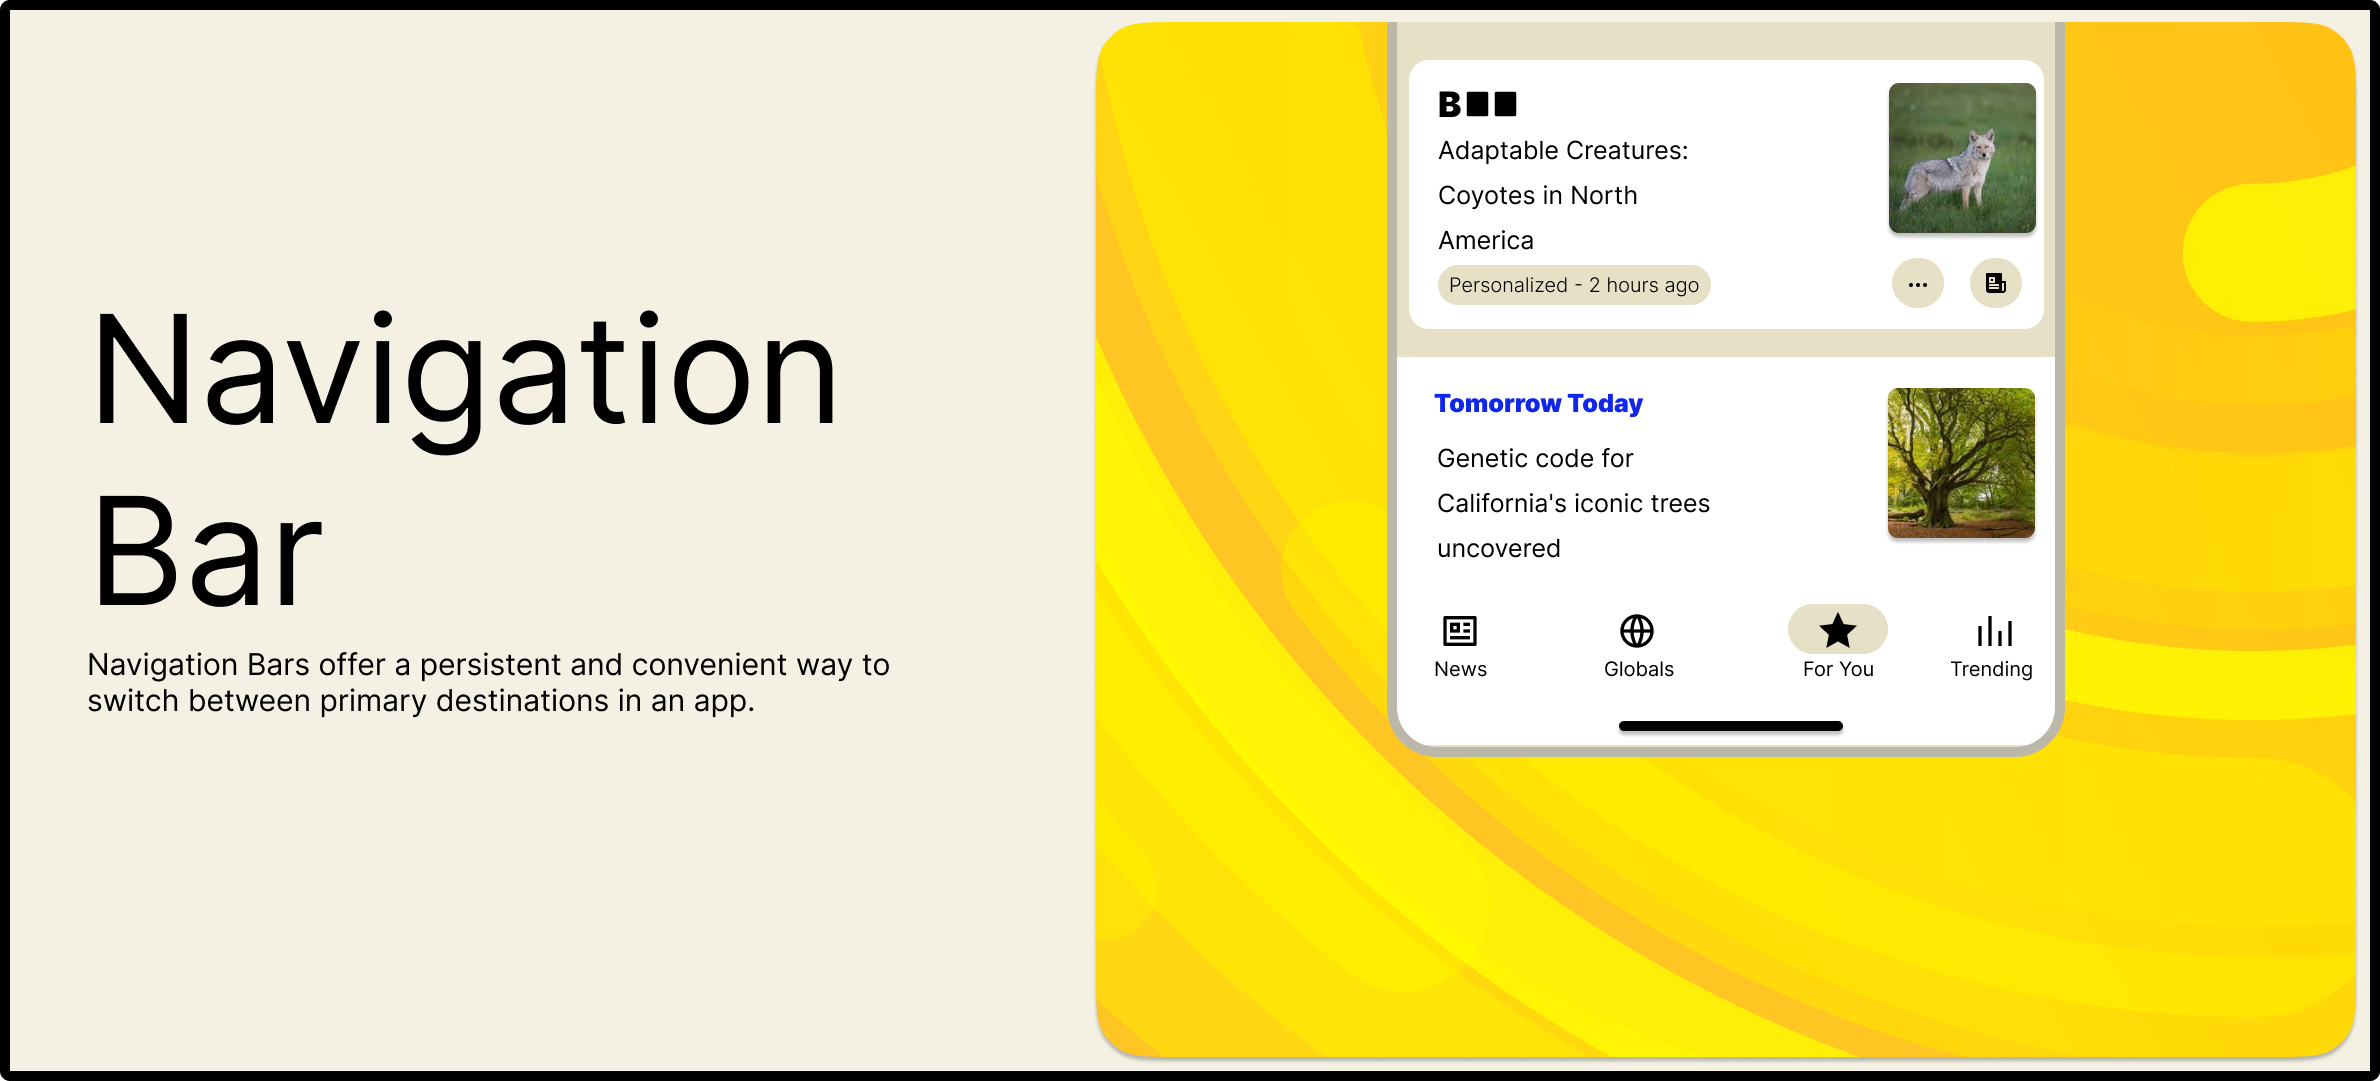 Navigation
Bar
Navigation Bars offer a persistent and convenient way to
switch between primary destinations in an app.
B
Adaptable Creatures:
Coyotes in North
America
Personalized - 2 hours ago
Tomorrow Today
Genetic code for
California's iconic trees
uncovered
News
Globals
For You
Trending